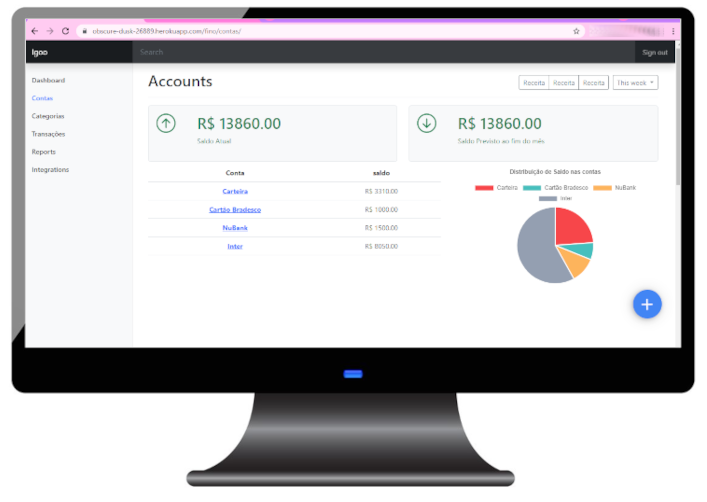 obscure-dusk-26889.herokuapp.com/fino/contas/
Igoo
Search
Sign out
Dashboard
Contas
Categorias
Transações
Reports
Integrations
Accounts
Receita Receita Receita This week
R$ 13860.00
Saldo Atual
R$ 13860.00
Saldo Previsto ao fim do mês
Conta saldo
Carteira R$ 3310.00
Cartão Bradesco R$ 1000.00
NuBank R$ 1500.00
Inter R$ 8050.00
Distribuição de Saldo nas contas
Carteira Cartão Bradesco NuBank
Inter